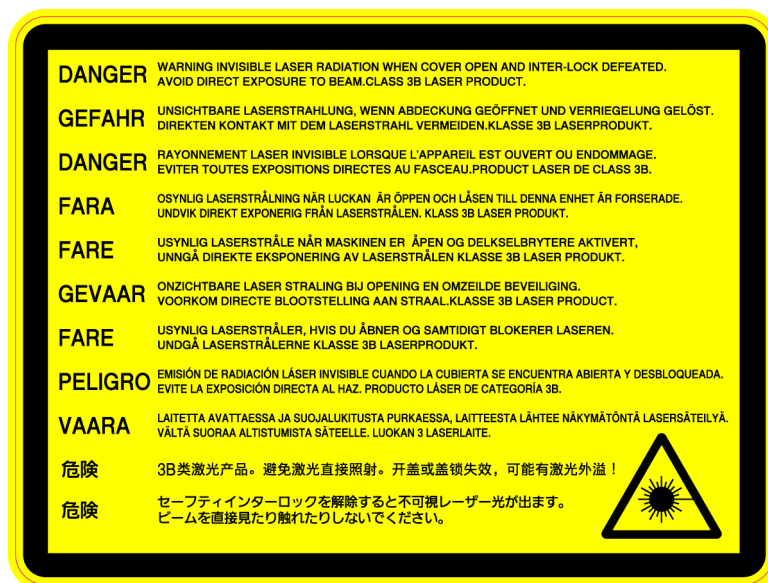 DANGER WARNING INVISIBLE LASER RADIATION WHEN COVER OPEN AND INTER-LOCK DEFEATED.
AVOID DIRECT EXPOSURE TO BEAM.CLASS 3B LASER PRODUCT.
GEFAHR UNSICHTBARE LASERSTRAHLUNG, WENN ABDECKUNG GEÖFFNET UND VERRIEGELUNG GELÖST.
DIREKTEN KONTAKT MIT DEM LASERSTRAHL VERMEIDEN.KLASSE 3B LASERPRODUKT.
DANGER RAYONNEMENT LASER INVISIBLE LORSQUE L'APPAREIL EST OUVERT OU ENDOMMAGE.
EVITER TOUTES EXPOSITIONS DIRECTES AU FASCEAU.PRODUCT LASER DE CLASS 3B.
FARA OSYNLIG LASERSTRÅLNING NÄR LUCKAN ÄR ÖPPEN OCH LÅSEN TILL DENNA ENHET ÄR FORSERADE.
UNDVIK DIREKT EXPONERIG FRÅN LASERSTRÅLEN. KLASS 3B LASER PRODUKT.
FARE USYNLIG LASERSTRÅLE NÅR MASKINEN ER ÅPEN OG DELKSELBRYTERE AKTIVERT,
UNNGÅ DIREKTE EKSPONERING AV LASERSTRÅLEN KLASSE 3B LASER PRODUKT.
GEVAAR ONZICHTBARE LASER STRALING BIJ OPENING EN OMZEILDE BEVEILIGING.
VOORKOM DIRECTE BLOOTSTELLING AAN STRAAL.KLASSE 3B LASER PRODUCT.
FARE USYNLIG LASERSTRÅLER, HVIS DU ÅBNER OG SAMTIDIGT BLOKERER LASEREN.
UNDGÅ LASERSTRÅLERNE KLASSE 3B LASERPRODUKT.
PELIGRO EMISIÓN DE RADIACIÓN LÁSER INVISIBLE CUANDO LA CUBIERTA SE ENCUENTRA ABIERTA Y DESBLOQUEADA.
EVITE LA EXPOSICIÓN DIRECTA AL HAZ. PRODUCTO LÁSER DE CATEGORÍA 3B.
VAARA LAITETTA AVATTAESSA JA SUOJALUKITUSTA PURKAESSA, LAITTEESTA LÄHTEE NÄKYMÄTÖNTÄ LASERSÄTEILYÄ.
VÄLTÄ SUORAA ALTISTUMISTA SÄTEELLE. LUOKAN 3 LASERLAITE.
危険 3B类激光产品。避免激光直接照射。开盖或盖锁失效，可能有激光外溢！
危険 セーフティインターロックを解除すると不可視レーザー光が出ます。
ビームを直接見たり触れたりしないでください。